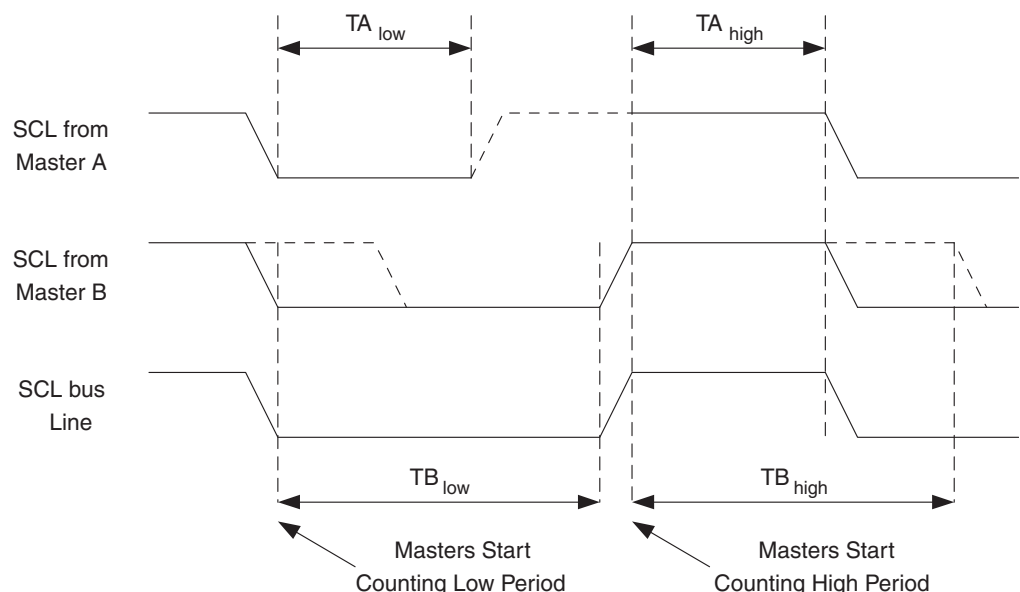 TA low
TA high
SCL from
Master A
SCL from
Master B
SCL bus
Line
TB low
TB high
Masters Start
Counting Low Period
Masters Start
Counting High Period